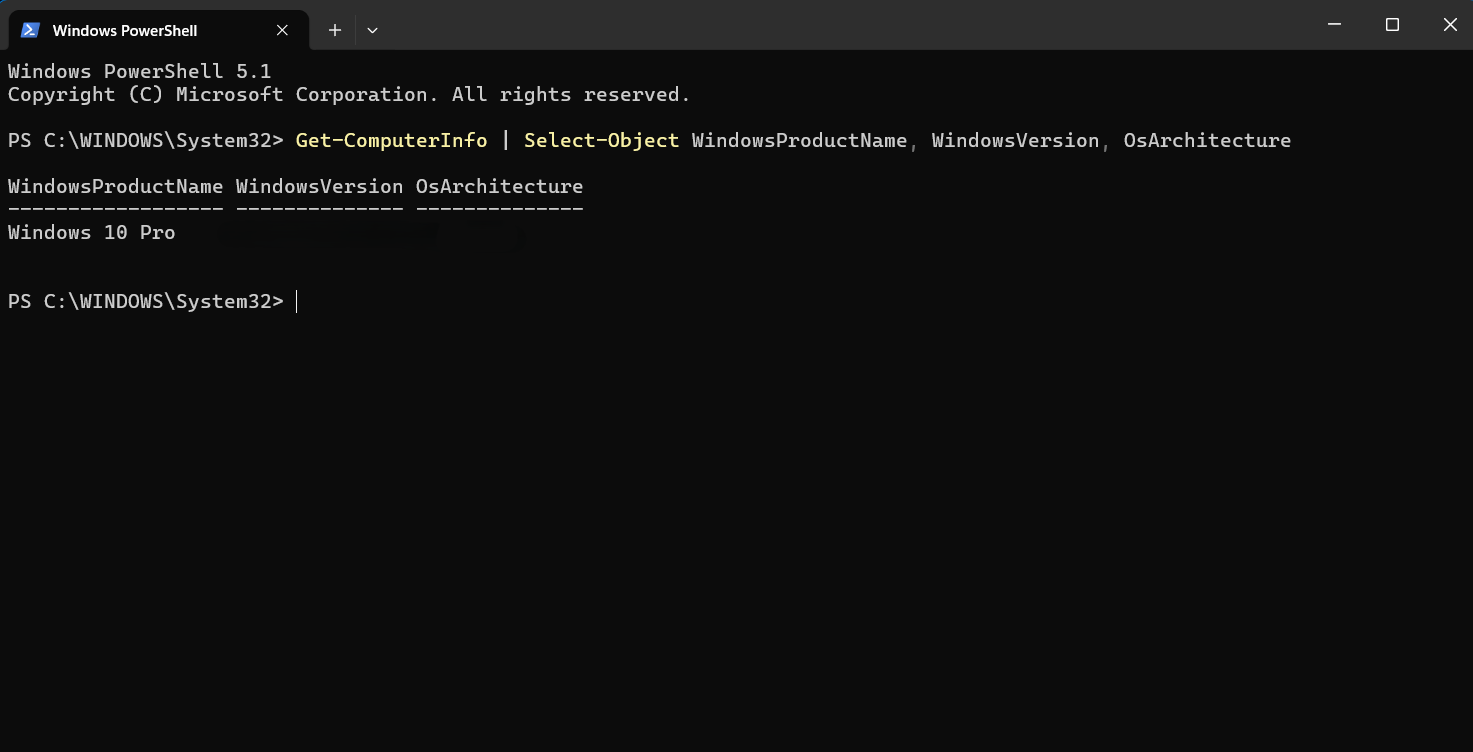 Windows PowerShell
Windows PowerShell 5.1
Copyright (C) Microsoft Corporation. All rights reserved.
PS C:\WINDOWS\System32> Get-ComputerInfo | Select-Object WindowsProductName, WindowsVersion, OsArchitecture
WindowsProductName WindowsVersion OsArchitecture
------------------ -------------- --------------
Windows 10 Pro
PS C:\WINDOWS\System32>